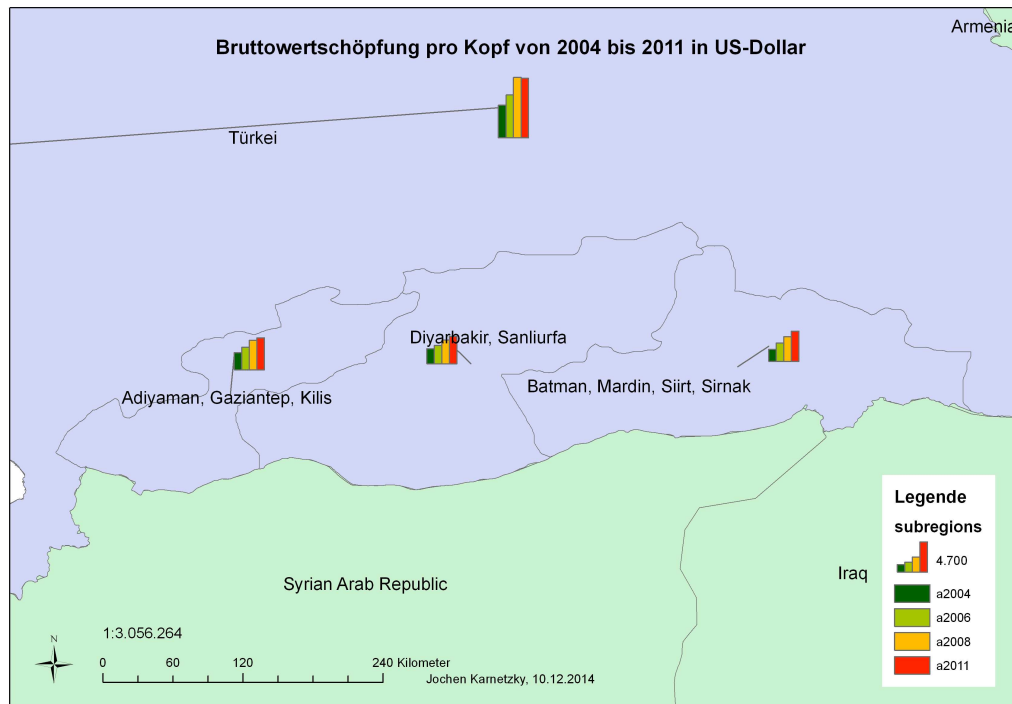 Armenia
Bruttowertschöpfung pro Kopf von 2004 bis 2011 in US-Dollar
Türkei
Diyarbakir, Sanliurfa
Batman, Mardin, Siirt, Sirnak
Adiyaman, Gaziantep, Kilis
Legende
subregions
4.700
a2004
a2006
a2008
a2011
Iraq
Syrian Arab Republic
N
1:3.056.264
0 60 120 240 Kilometer
Jochen Karnetzky, 10.12.2014